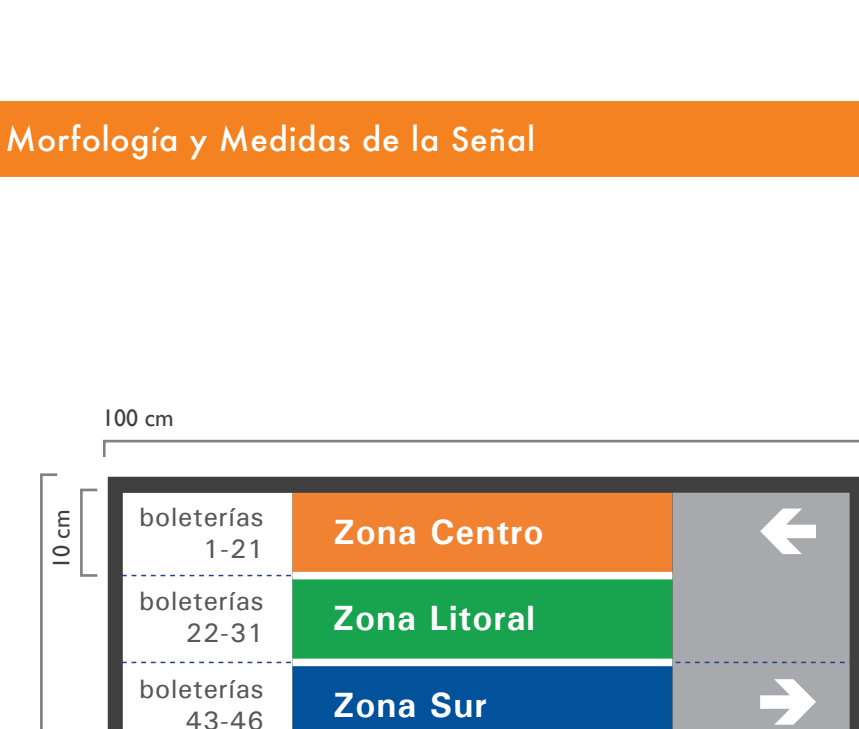 Morfología y Medidas de la Señal
100 cm
10 cm
boleterías
1-21
Zona Centro
boleterías
22-31
Zona Litoral
boleterías
43-46
Zona Sur